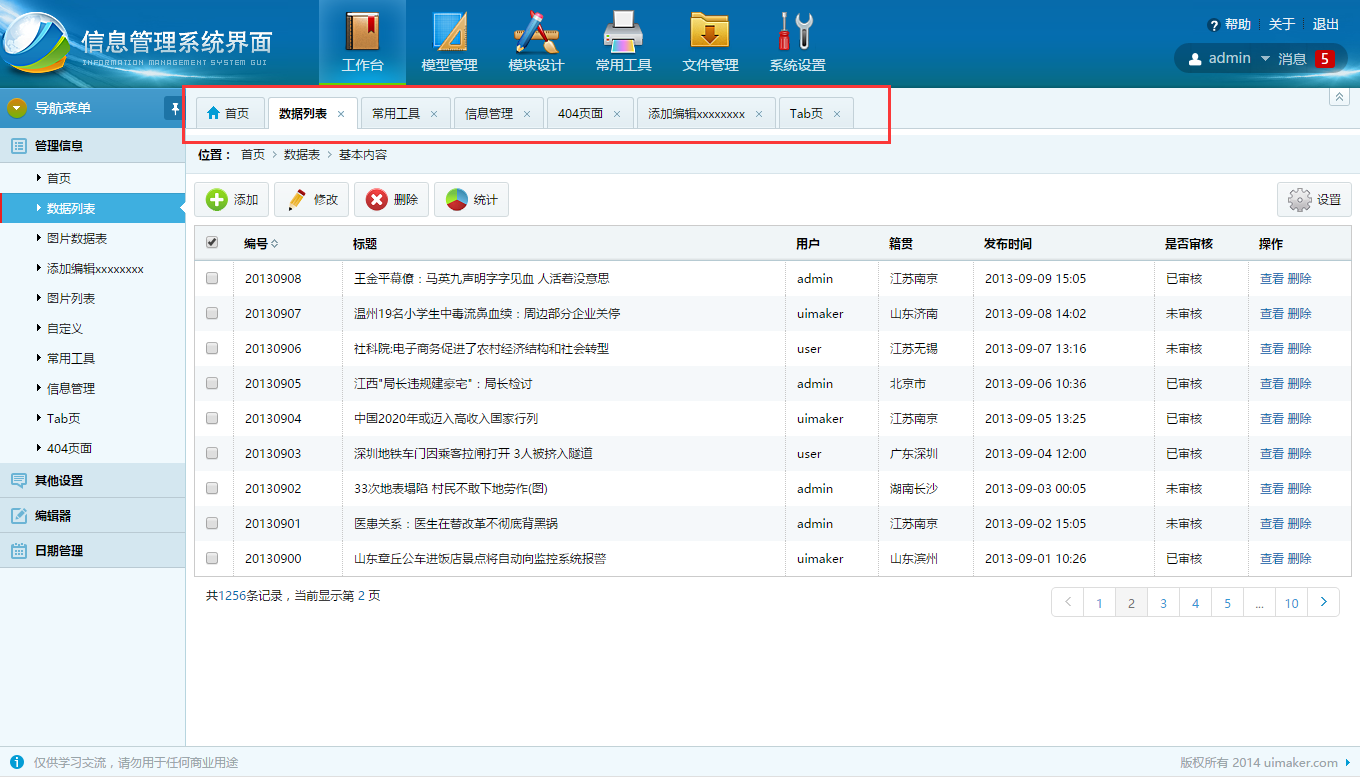 信息管理系统界面
INFORMATION MANAGEMENT SYSTEM GUI
工作台 模型管理 模块设计 常用工具 文件管理 系统设置
帮助 关于 退出
admin 消息 5
导航菜单
首页 数据列表 × 常用工具 × 信息管理 × 404页面 × 添加编辑xxxxxxxx × Tab页 ×
位置： 首页 > 数据表 > 基本内容
管理信息
首页
数据列表
图片数据表
添加编辑xxxxxxxx
图片列表
自定义
常用工具
信息管理
Tab页
404页面
其他设置
编辑器
日期管理
添加 修改 删除 统计 设置
编号 标题 用户 籍贯 发布时间 是否审核 操作
20130908 王金平幕僚：马英九声明字字见血 人活着没意思 admin 江苏南京 2013-09-09 15:05 已审核 查看 删除
20130907 温州19名小学生中毒流鼻血续：周边部分企业关停 uimaker 山东济南 2013-09-08 14:02 未审核 查看 删除
20130906 社科院:电子商务促进了农村经济结构和社会转型 user 江苏无锡 2013-09-07 13:16 未审核 查看 删除
20130905 江西"局长违规建豪宅"：局长检讨 admin 北京市 2013-09-06 10:36 已审核 查看 删除
20130904 中国2020年或迈入高收入国家行列 uimaker 江苏南京 2013-09-05 13:25 已审核 查看 删除
20130903 深圳地铁车门因乘客拉闸打开 3人被挤入隧道 user 广东深圳 2013-09-04 12:00 已审核 查看 删除
20130902 33次地表塌陷 村民不敢下地劳作(图) admin 湖南长沙 2013-09-03 00:05 未审核 查看 删除
20130901 医患关系：医生在替改革不彻底背黑锅 admin 江苏南京 2013-09-02 15:05 未审核 查看 删除
20130900 山东章丘公车进饭店景点将自动向监控系统报警 uimaker 山东滨州 2013-09-01 10:26 已审核 查看 删除
共1256条记录，当前显示第 2 页
< 1 2 3 4 5 ... 10 >
仅供学习交流，请勿用于任何商业用途
版权所有 2014 uimaker.com